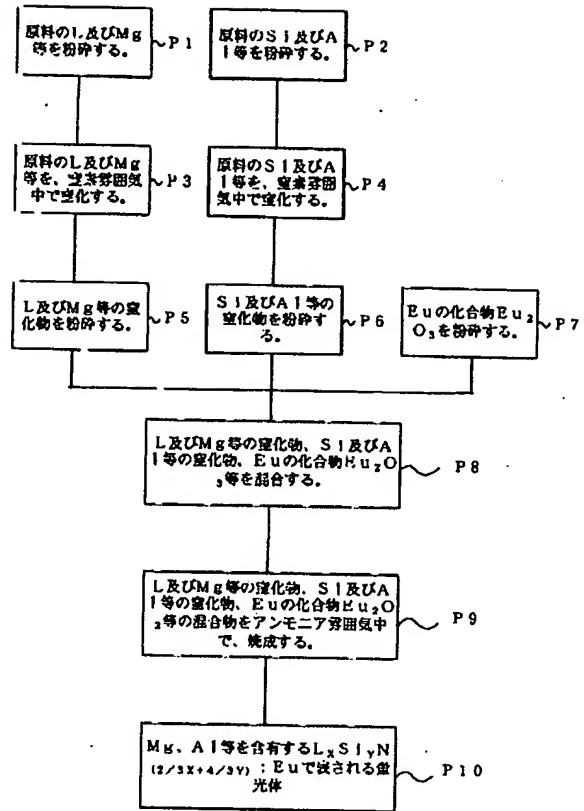 原料のL及びMg
等を粉砕する。
P1
原料のSi及びA
l等を粉砕する。
P2
原料のL及びMg
等を、窒素雰囲気
中で窒化する。
P3
原料のSi及びA
l等を、窒素雰囲気
中で窒化する。
P4
L及びMg等の窒
化物を粉砕する。
P5
Si及びAl等の
窒化物を粉砕す
る。
P6
Euの化合物Eu₂
O₃を粉砕する。
P7
L及びMg等の窒化物、Si及びA
l等の窒化物、Euの化合物Eu₂O
₃等を混合する。
P8
L及びMg等の窒化物、Si及びA
l等の窒化物、Euの化合物Eu₂O
₃等の混合物をアンモニア雰囲気中
で、焼成する。
P9
Mg、Al等を含有するLₓSiᵧN
(2/3X+4/3Y):Euで表される蛍
光体
P10